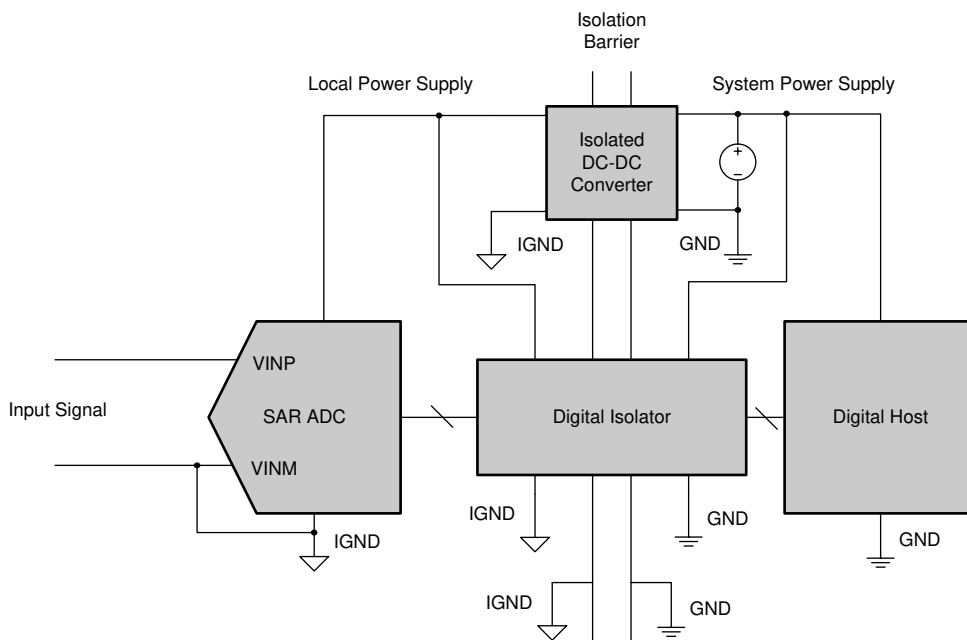 Isolation
Barrier
Local Power Supply
System Power Supply
Isolated
DC-DC
Converter
+
−
IGND
GND
VINP
Input Signal
SAR ADC
Digital Isolator
Digital Host
VINM
IGND
IGND
GND
GND
IGND
GND